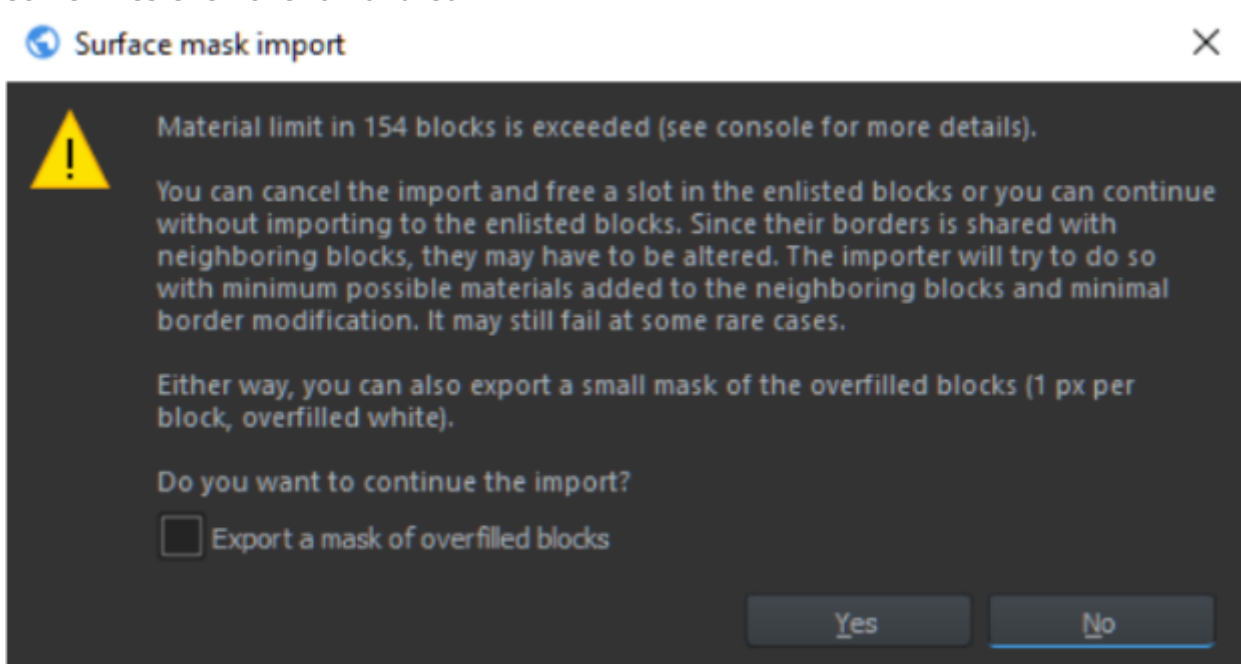 Surface mask import
Material limit in 154 blocks is exceeded (see console for more details).
You can cancel the import and free a slot in the enlisted blocks or you can continue
without importing to the enlisted blocks. Since their borders is shared with
neighboring blocks, they may have to be altered. The importer will try to do so
with minimum possible materials added to the neighboring blocks and minimal
border modification. It may still fail at some rare cases.
Either way, you can also export a small mask of the overfilled blocks (1 px per
block, overfilled white).
Do you want to continue the import?
Export a mask of overfilled blocks
Yes No